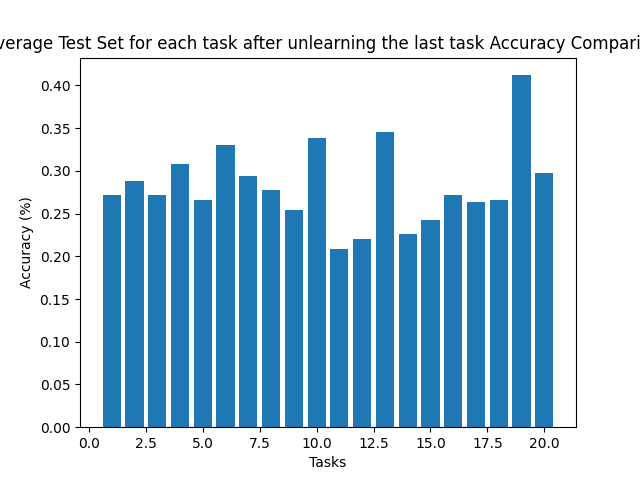 verage Test Set for each task after unlearning the last task Accuracy Compari
0.40
0.35
0.30
0.25
0.20
0.15
0.10
0.05
0.00
Accuracy (%)
0.0 2.5 5.0 7.5 10.0 12.5 15.0 17.5 20.0
Tasks